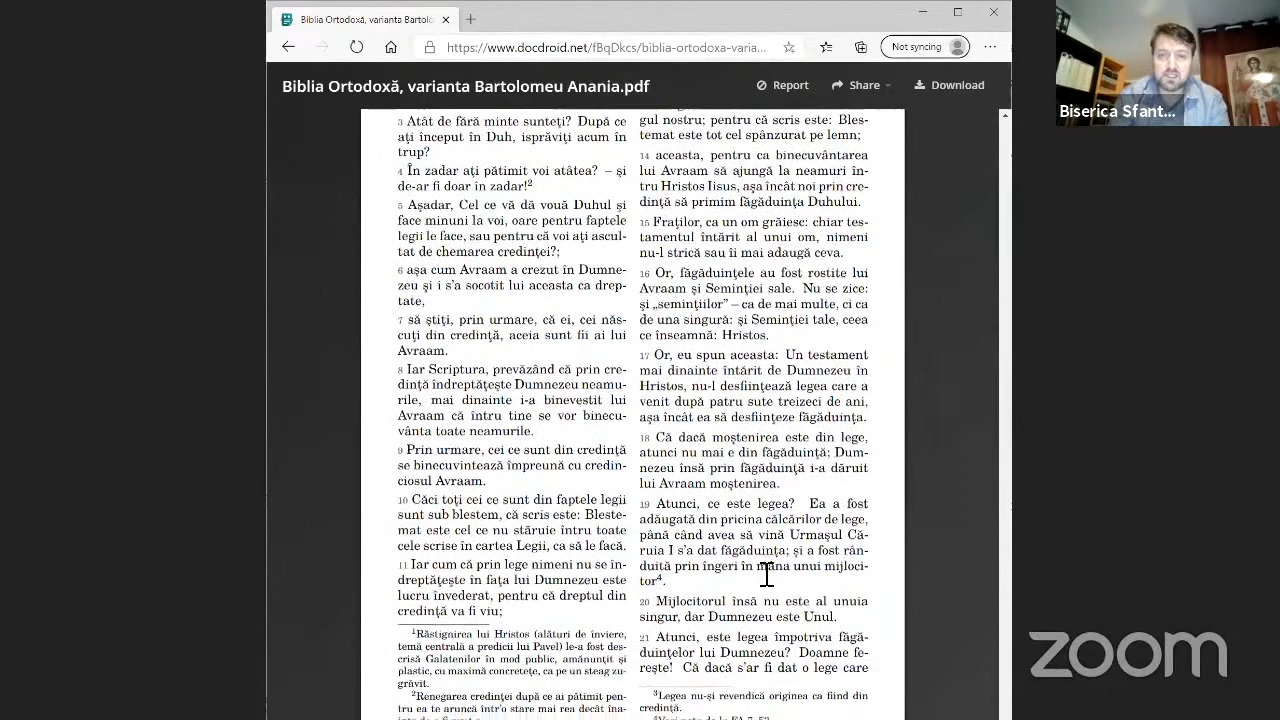 Biblia Ortodoxă, varianta Bartolo
https://www.docdroid.net/fBqDkcs/biblia-ortodoxa-varia...
Not syncing
Biblia Ortodoxă, varianta Bartolomeu Anania.pdf
Report
Share
Download
3 Atât de fără minte sunteţi? După ce
aţi început în Duh, isprăviţi acum în
trup?
4 În zadar aţi pătimit voi atâtea? – şi
de-ar fi doar în zadar!2
5 Aşadar, Cel ce vă dă vouă Duhul şi
face minuni la voi, oare pentru faptele
legii le face, sau pentru că voi aţi ascul-
tat de chemarea credinţei?;
6 aşa cum Avraam a crezut în Dumne-
zeu şi i s'a socotit lui aceasta ca drep-
tate,
7 să ştiţi, prin urmare, că ei, cei năs-
cuţi din credinţă, aceia sunt fii ai lui
Avraam.
8 Iar Scriptura, prevăzând că prin cre-
dinţă îndreptăţeşte Dumnezeu neamu-
rile, mai dinainte i-a binevestit lui
Avraam că întru tine se vor binecu-
vânta toate neamurile.
9 Prin urmare, cei ce sunt din credinţă
se binecuvintează împreună cu credin-
ciosul Avraam.
10 Căci toţi cei ce sunt din faptele legii
sunt sub blestem, că scris este: Bleste-
mat este cel ce nu stăruie întru toate
cele scrise în cartea Legii, ca să le facă.
11 Iar cum că prin lege nimeni nu se în-
dreptăţeşte în faţa lui Dumnezeu este
lucru învederat, pentru că dreptul din
credinţă va fi viu;
1Răstignirea lui Hristos (alături de înviere,
temă centrală a predicii lui Pavel) le-a fost des-
crisă Galatenilor în mod public, amănunţit şi
plastic, cu maximă concreteţe, ca pe un steag zu-
grăvit.
2Renegarea credinţei după ce ai pătimit pen-
tru ea te aruncă într'o stare mai rea decât îna-
gul nostru; pentru că scris este: Bles-
temat este tot cel spânzurat pe lemn;
14 aceasta, pentru ca binecuvântarea
lui Avraam să ajungă la neamuri în-
tru Hristos Iisus, aşa încât noi prin cre-
dinţă să primim făgăduinţa Duhului.
15 Fraţilor, ca un om grăiesc: chiar tes-
tamentul întărit al unui om, nimeni
nu-l strică sau îi mai adaugă ceva.
16 Or, făgăduinţele au fost rostite lui
Avraam şi Seminţiei sale. Nu se zice:
şi „seminţiilor” – ca de mai multe, ci ca
de una singură: şi Seminţiei tale, ceea
ce înseamnă: Hristos.
17 Or, eu spun aceasta: Un testament
mai dinainte întărit de Dumnezeu în
Hristos, nu-l desfiinţează legea care a
venit după patru sute treizeci de ani,
aşa încât ea să desfiinţeze făgăduinţa.
18 Că dacă moştenirea este din lege,
atunci nu mai e din făgăduinţă; Dum-
nezeu însă prin făgăduinţă i-a dăruit
lui Avraam moştenirea.
19 Atunci, ce este legea? Ea a fost
adăugată din pricina călcărilor de lege,
până când avea să vină Urmaşul Că-
ruia I s'a dat făgăduinţa; şi a fost rân-
duită prin îngeri în mâna unui mijloci-
tor4.
20 Mijlocitorul însă nu este al unuia
singur, dar Dumnezeu este Unul.
21 Atunci, este legea împotriva făgă-
duinţelor lui Dumnezeu? Doamne fe-
reşte! Că dacă s'ar fi dat o lege care
3Legea nu-şi revendică originea ca fiind din
credinţă.
Biserica Sfant...
zoom